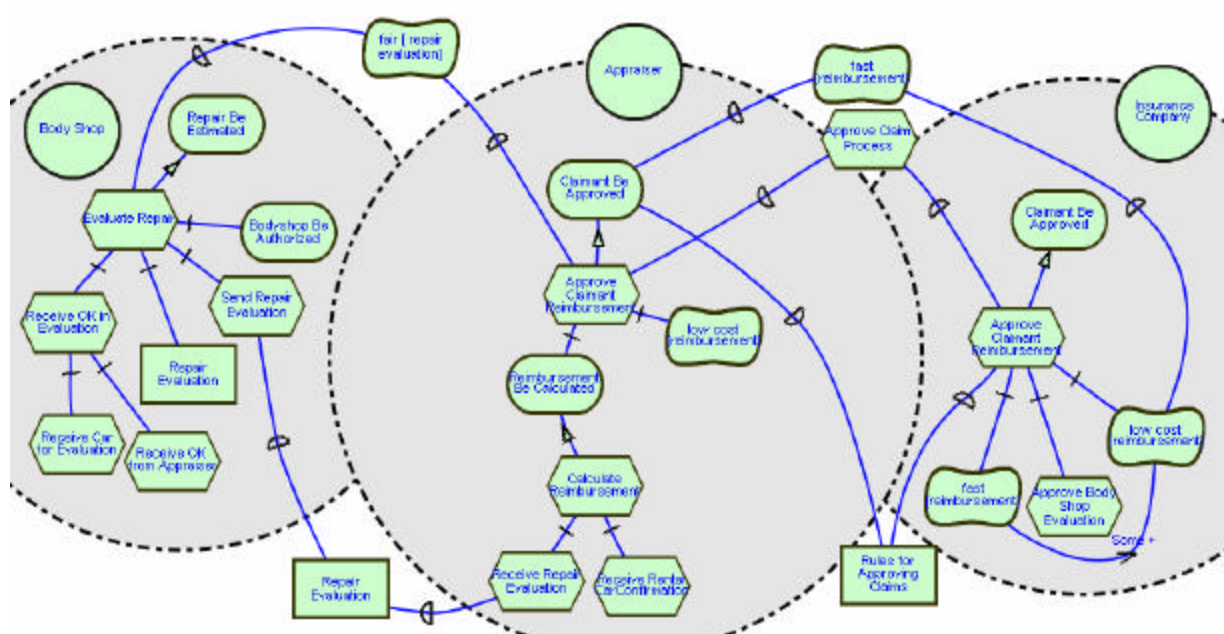 fair [ repair
evaluation]
Appraiser
fast
[reimbursement]
Insurance
Company
Body Shop
Repair Be
Estimated
Approve Claim
Process
Evaluate Repair
Bodyshop Be
Authorized
Claimant Be
Approved
Claimant Be
Approved
Receive OK in
Evaluation
Send Repair
Evaluation
Approve
Claimant
Reimbursement
low cost
[reimbursement]
Approve
Claimant
Reimbursement
Repair
Evaluation
Reimbursement
Be Calculated
Receive Car
for Evaluation
Receive OK
from Appraiser
low cost
reimbursement]
Calculate
Reimbursement
fast
[reimbursement]
Approve Body
Shop
Evaluation
Some +
Repair
Evaluation
Receive Repair
Evaluation
Receive Rental
Car Confirmation
Rules for
Approving
Claims